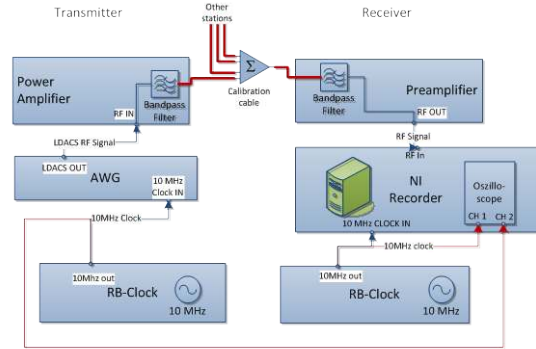 Transmitter
Other
stations
Receiver
Power
Amplifier
RF IN
Bandpass
Filter
Σ
Calibration
cable
Bandpass
Filter
Preamplifier
RF OUT
LDACS RF Signal
RF Signal
LDACS OUT
AWG
10 MHz
Clock IN
RF In
NI
Recorder
Oszillo-
scope
10 MHz CLOCK IN
CH 1
CH 2
10MHz Clock
10MHz clock
10Mhz out
RB-Clock
10 MHz
10MHz out
RB-Clock
10 MHz